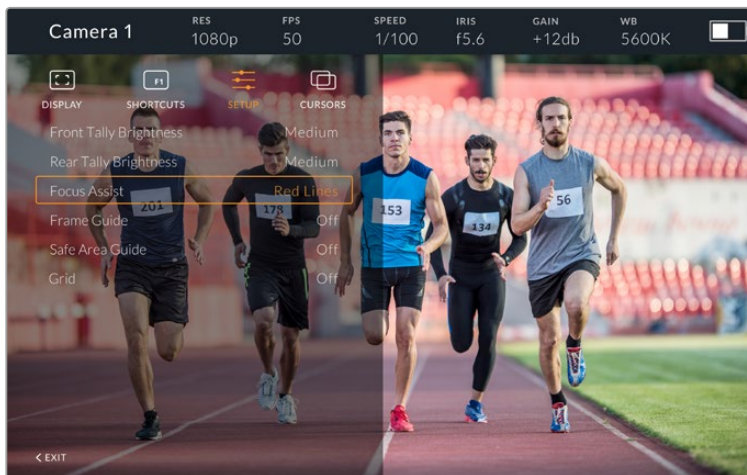 Camera 1
RES FPS SPEED IRIS GAIN WB
1080p 50 1/100 f5.6 +12db 5600K
F1
DISPLAY SHORTCUTS SETUP CURSORS
Front Tally Brightness Medium
Rear Tally Brightness Medium
Focus Assist Red Lines
Frame Guide Off
Safe Area Guide Off
Grid Off
201 178 153 134 56
< EXIT